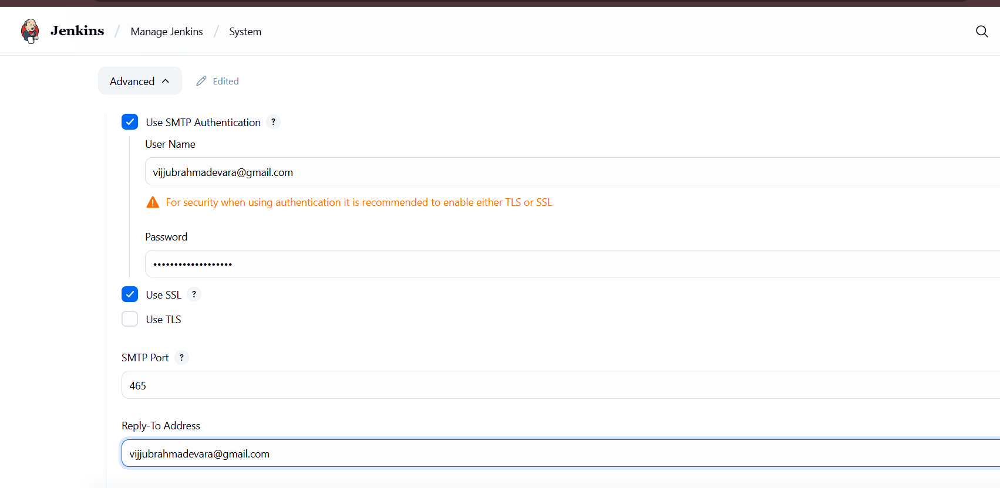 Jenkins / Manage Jenkins / System
Advanced Edited
Use SMTP Authentication ?
User Name
vijjubrahmadevara@gmail.com
For security when using authentication it is recommended to enable either TLS or SSL
Password
•••••••••••••••••••
Use SSL ?
Use TLS
SMTP Port ?
465
Reply-To Address
vijjubrahmadevara@gmail.com